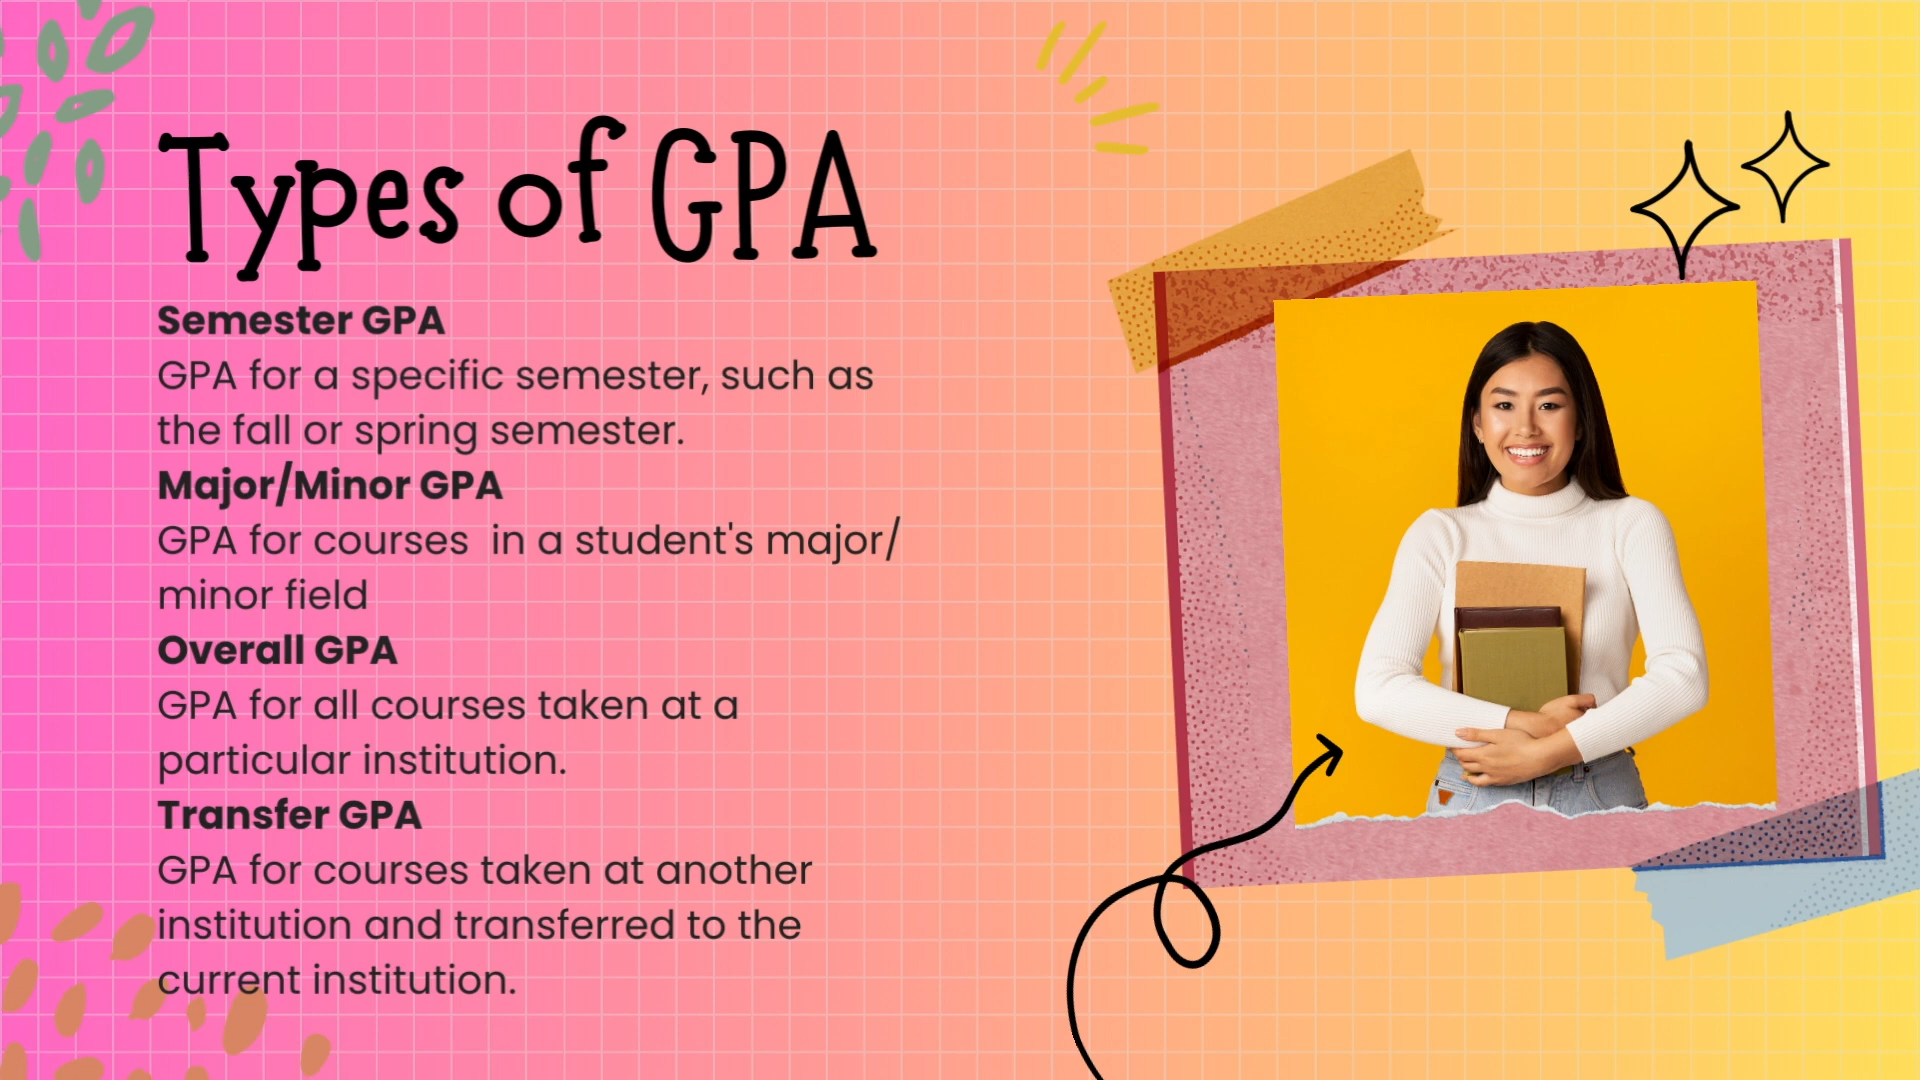 Types of GPA
Semester GPA
GPA for a specific semester, such as
the fall or spring semester.
Major/Minor GPA
GPA for courses  in a student's major/
minor field
Overall GPA
GPA for all courses taken at a
particular institution.
Transfer GPA
GPA for courses taken at another
institution and transferred to the
current institution.